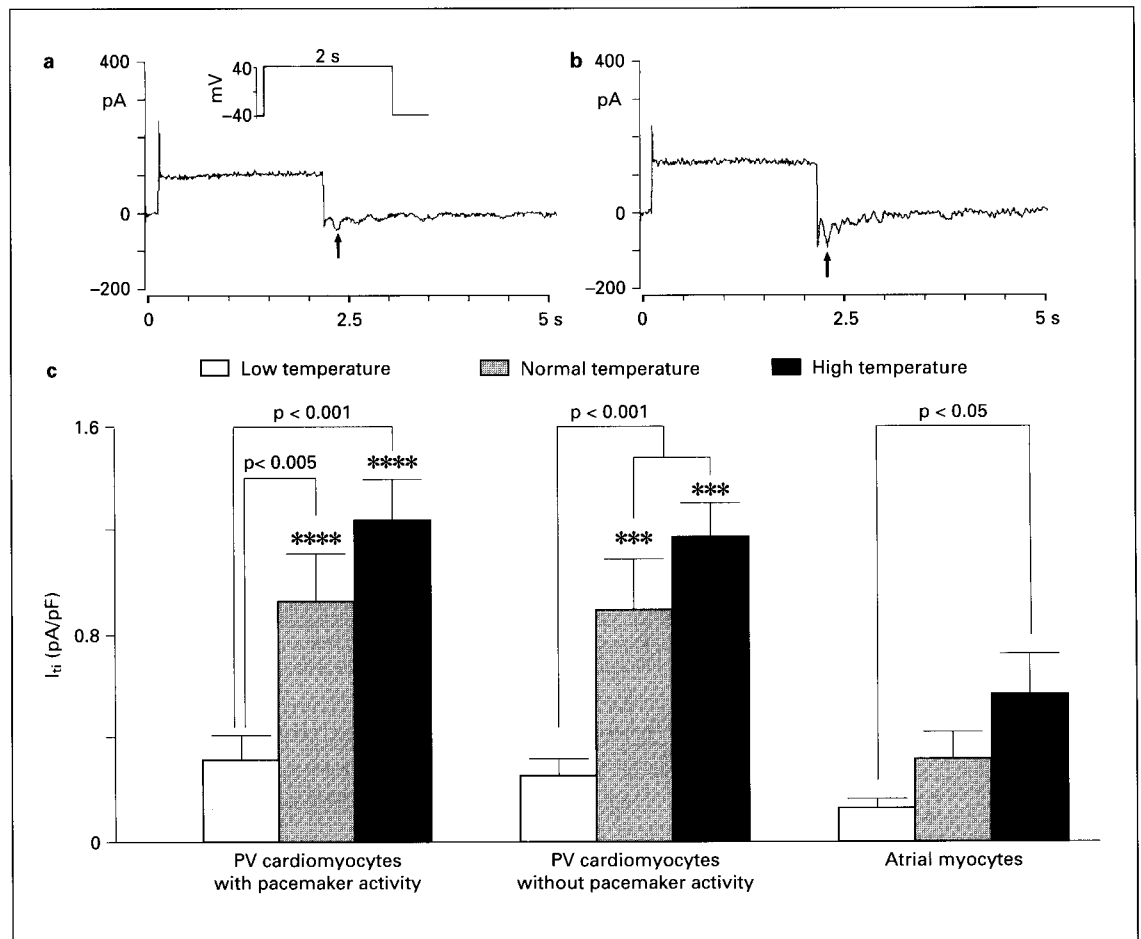 a
400
pA
0
−200
0
2.5
5 s
2 s
40
mV
−40
b
400
pA
0
−200
0
2.5
5 s
c
Low temperature
Normal temperature
High temperature
1.6
0.8
0
I_ti (pA/pF)
p < 0.001
p< 0.005
****
****
p < 0.001
***
***
p < 0.05
PV cardiomyocytes
with pacemaker activity
PV cardiomyocytes
without pacemaker activity
Atrial myocytes